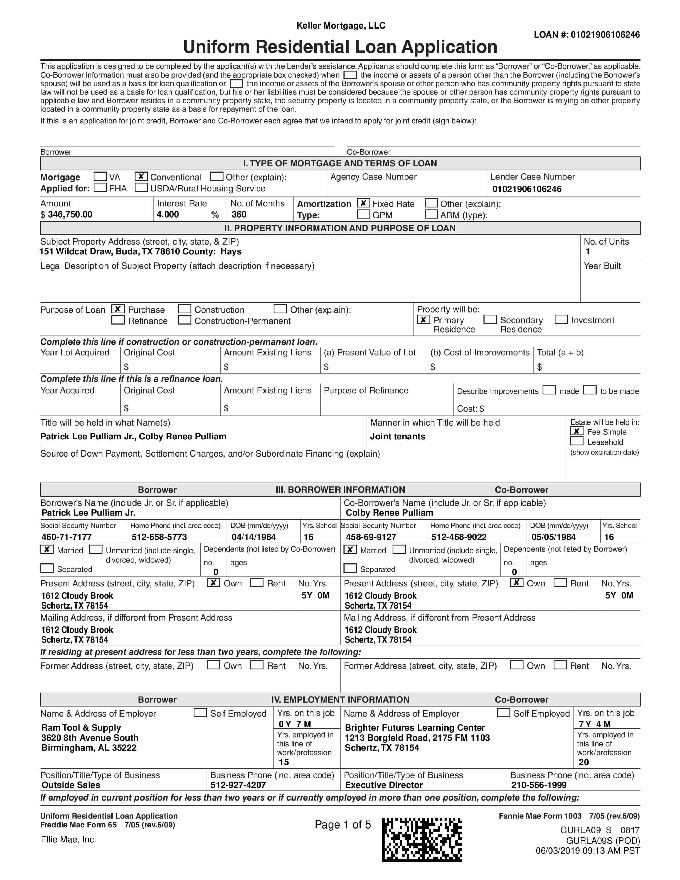 Keller Mortgage, LLC
LOAN #: 01021906106246
Uniform Residential Loan Application
This application is designed to be completed by the applicant(s) with the Lender's assistance. Applicants should complete this form as "Borrower" or "Co-Borrower," as applicable.
Co-Borrower information must also be provided (and the appropriate box checked) when the income or assets of a person other than the Borrower (including the Borrower's
spouse) will be used as a basis for loan qualification or the income or assets of the Borrower's spouse or other person who has community property rights pursuant to state
law will not be used as a basis for loan qualification, but his or her liabilities must be considered because the spouse or other person has community property rights pursuant to
applicable law and Borrower resides in a community property state, the security property is located in a community property state, or the Borrower is relying on other property
located in a community property state as a basis for repayment of the loan.
If this is an application for joint credit, Borrower and Co-Borrower each agree that we intend to apply for joint credit (sign below):
Borrower Co-Borrower
I. TYPE OF MORTGAGE AND TERMS OF LOAN
Mortgage VA X Conventional Other (explain): Agency Case Number Lender Case Number
Applied for: FHA USDA/Rural Housing Service 01021906106246
Amount Interest Rate No. of Months Amortization X Fixed Rate Other (explain):
$ 346,750.00 4.000 % 360 Type: GPM ARM (type):
II. PROPERTY INFORMATION AND PURPOSE OF LOAN
Subject Property Address (street, city, state, & ZIP) No. of Units
151 Wildcat Draw, Buda, TX 78610 County: Hays 1
Legal Description of Subject Property (attach description if necessary) Year Built
Purpose of Loan X Purchase Construction Other (explain): Property will be:
Refinance Construction-Permanent X Primary Residence Secondary Residence Investment
Complete this line if construction or construction-permanent loan.
Year Lot Acquired Original Cost Amount Existing Liens (a) Present Value of Lot (b) Cost of Improvements Total (a + b)
$ $ $ $ $
Complete this line if this is a refinance loan.
Year Acquired Original Cost Amount Existing Liens Purpose of Refinance Describe Improvements made to be made
$ $ Cost: $
Title will be held in what Name(s) Manner in which Title will be held Estate will be held in:
Patrick Lee Pulliam Jr., Colby Renee Pulliam Joint tenants X Fee Simple
Leasehold
Source of Down Payment, Settlement Charges, and/or Subordinate Financing (explain) (show expiration date)
Borrower III. BORROWER INFORMATION Co-Borrower
Borrower's Name (include Jr. or Sr. if applicable) Co-Borrower's Name (include Jr. or Sr. if applicable)
Patrick Lee Pulliam Jr. Colby Renee Pulliam
Social Security Number Home Phone (incl. area code) DOB (mm/dd/yyyy) Yrs. School Social Security Number Home Phone (incl. area code) DOB (mm/dd/yyyy) Yrs. School
460-71-7177 512-658-5773 04/14/1984 16 458-69-9127 512-468-9022 05/05/1984 16
X Married Unmarried (include single, Dependents (not listed by Co-Borrower) X Married Unmarried (include single, Dependents (not listed by Borrower)
Separated divorced, widowed) no. ages Separated divorced, widowed) no. ages
0 0
Present Address (street, city, state, ZIP) X Own Rent No. Yrs. Present Address (street, city, state, ZIP) X Own Rent No. Yrs.
1612 Cloudy Brook 5Y 0M 1612 Cloudy Brook 5Y 0M
Schertz, TX 78154 Schertz, TX 78154
Mailing Address, if different from Present Address Mailing Address, if different from Present Address
1612 Cloudy Brook 1612 Cloudy Brook
Schertz, TX 78154 Schertz, TX 78154
If residing at present address for less than two years, complete the following:
Former Address (street, city, state, ZIP) Own Rent No. Yrs. Former Address (street, city, state, ZIP) Own Rent No. Yrs.
Borrower IV. EMPLOYMENT INFORMATION Co-Borrower
Name & Address of Employer Self Employed Yrs. on this job Name & Address of Employer Self Employed Yrs. on this job
0 Y 7 M 7 Y 4 M
Ram Tool & Supply Yrs. employed in this line of work/profession Brighter Futures Learning Center Yrs. employed in this line of work/profession
3620 8th Avenue South 1213 Borgfeld Road, 2175 FM 1103
Birmingham, AL 35222 Schertz, TX 78154
15 20
Position/Title/Type of Business Business Phone (incl. area code) Position/Title/Type of Business Business Phone (incl. area code)
Outside Sales 512-927-4207 Executive Director 210-566-1999
If employed in current position for less than two years or if currently employed in more than one position, complete the following:
Uniform Residential Loan Application Fannie Mae Form 1003 7/05 (rev.6/09)
Freddie Mac Form 65 7/05 (rev.6/09) Page 1 of 5
Ellie Mae, Inc. GURLA09_S 0817
GURLA09S (POD)
06/03/2019 09:13 AM PST